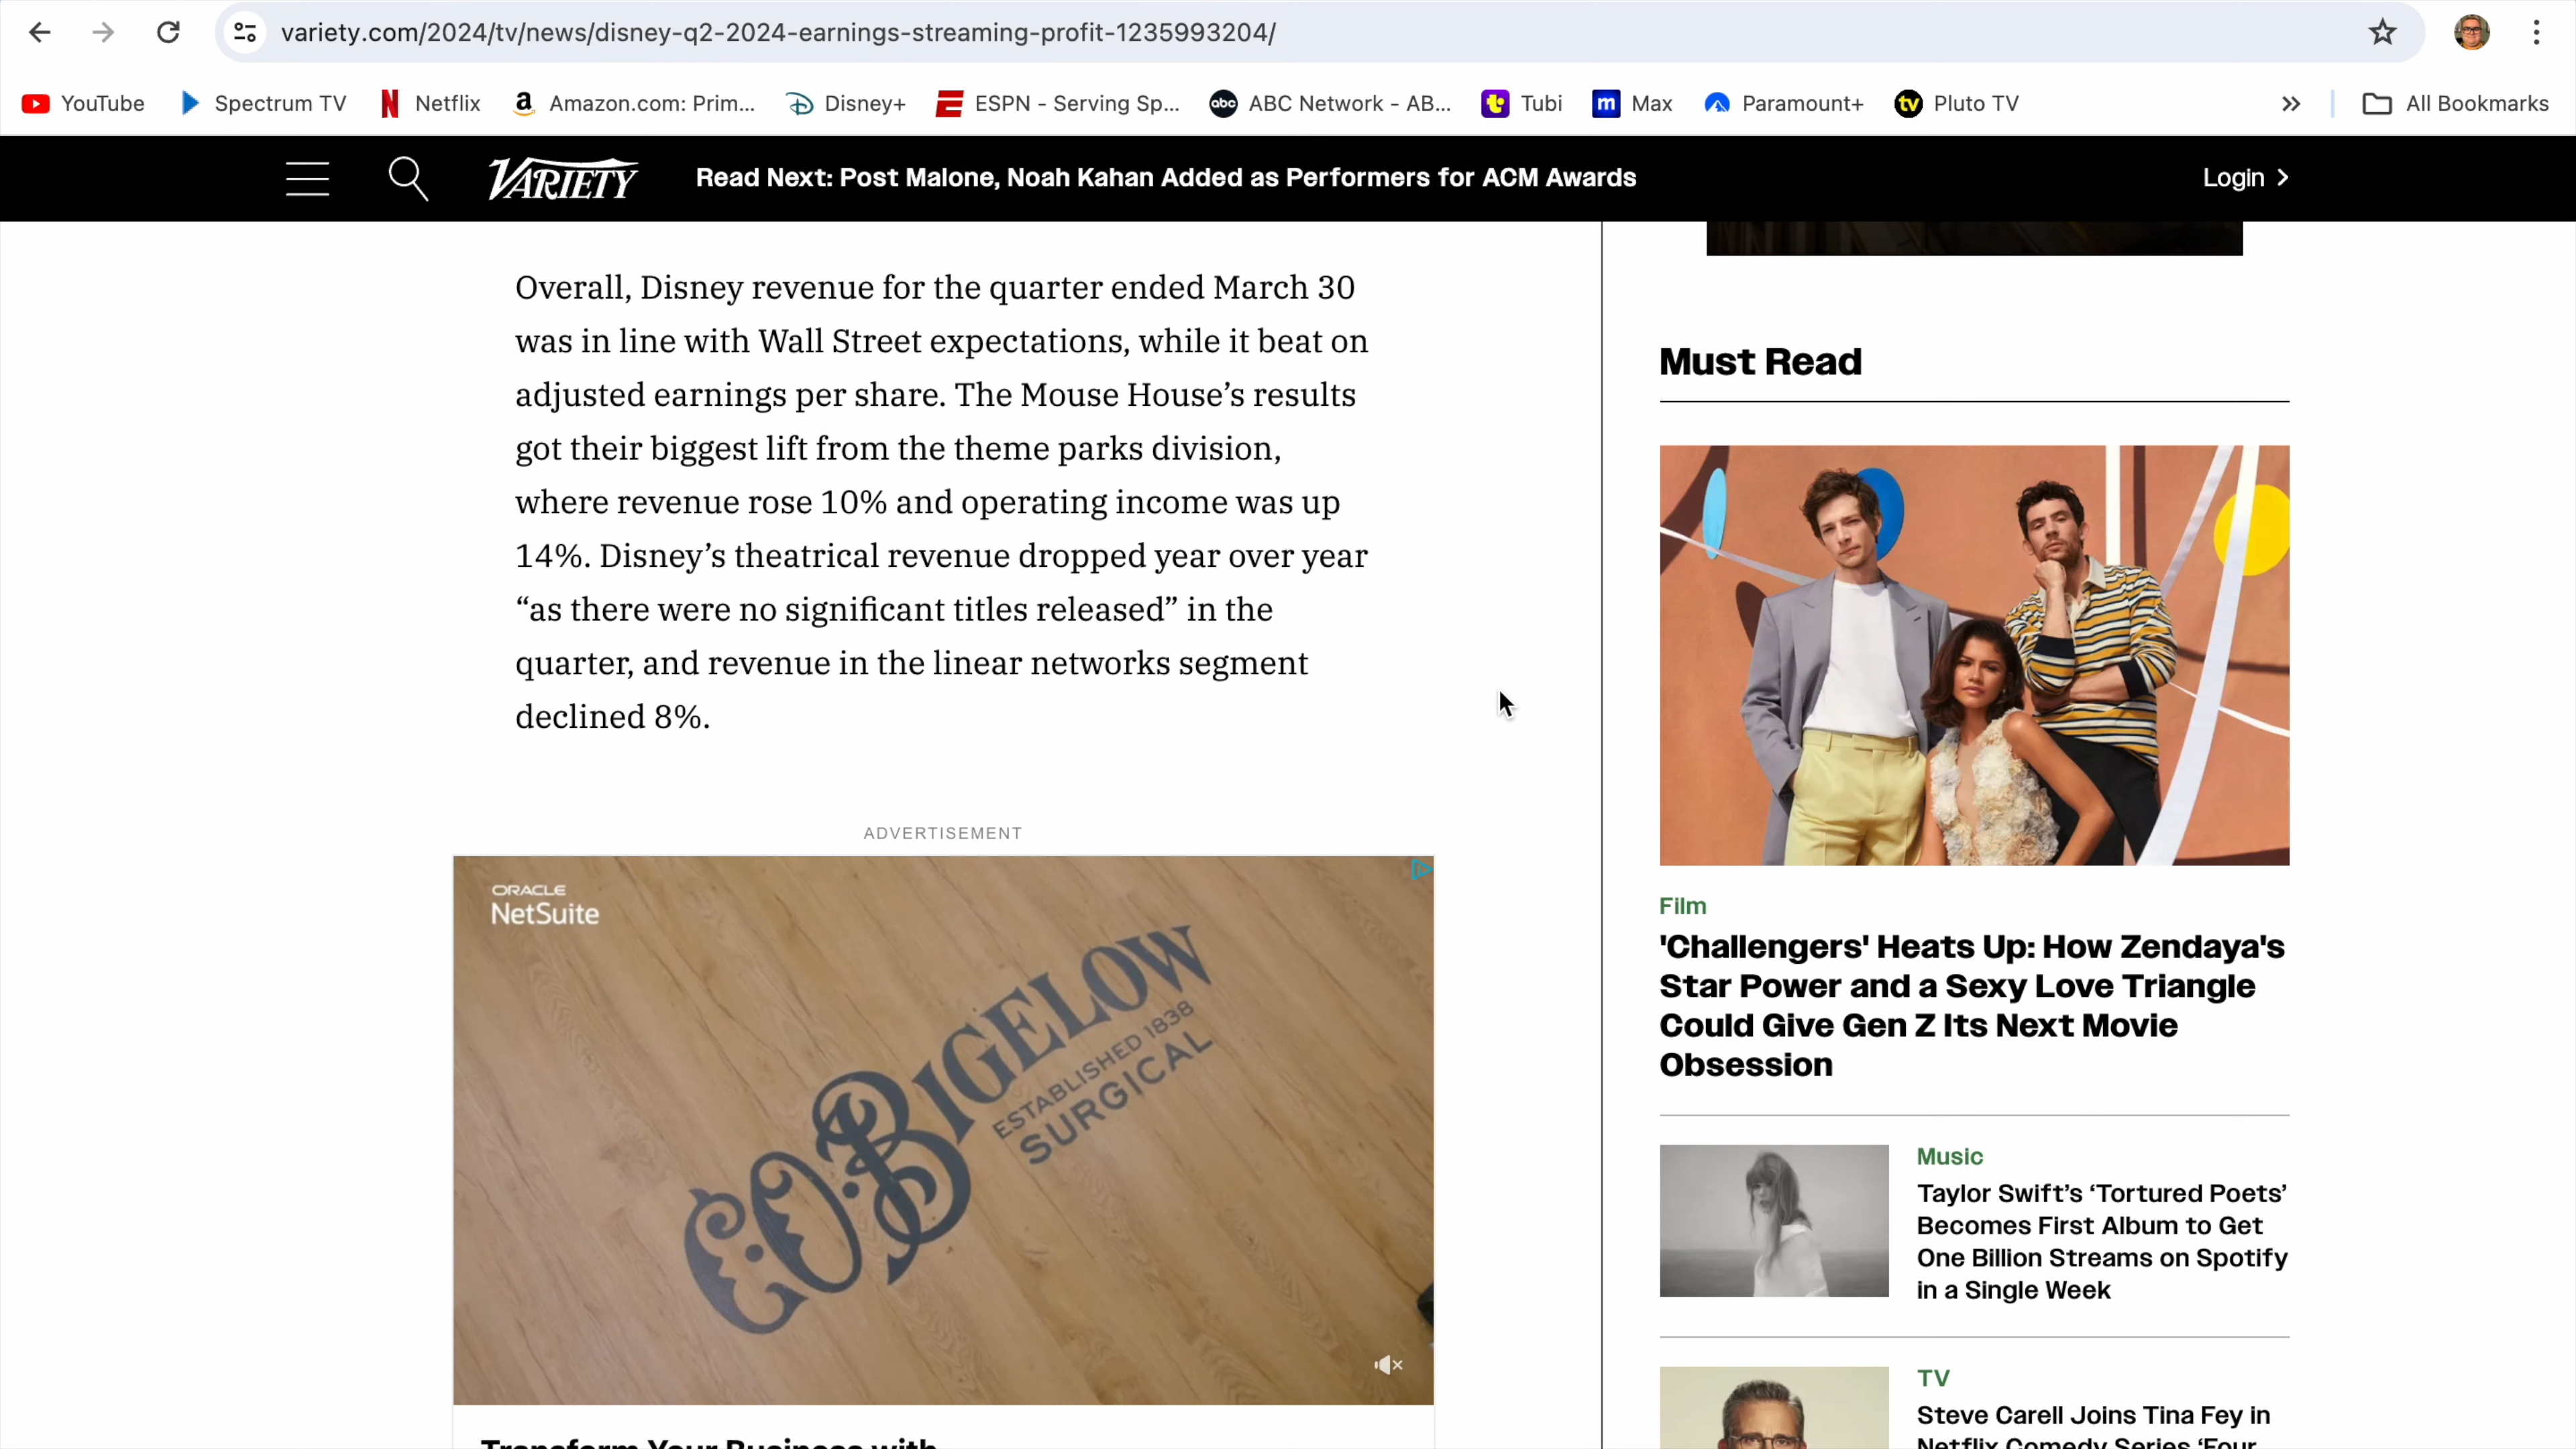 variety.com/2024/tv/news/disney-q2-2024-earnings-streaming-profit-1235993204/
YouTube
Spectrum TV
Netflix
Amazon.com: Prim...
Disney+
ESPN - Serving Sp...
ABC Network - AB...
Tubi
Max
Paramount+
Pluto TV
All Bookmarks
VARIETY
Read Next: Post Malone, Noah Kahan Added as Performers for ACM Awards
Login
Overall, Disney revenue for the quarter ended March 30
was in line with Wall Street expectations, while it beat on
adjusted earnings per share. The Mouse House’s results
got their biggest lift from the theme parks division,
where revenue rose 10% and operating income was up
14%. Disney’s theatrical revenue dropped year over year
“as there were no significant titles released” in the
quarter, and revenue in the linear networks segment
declined 8%.
ADVERTISEMENT
ORACLE
NetSuite
C.O. BIGELOW
ESTABLISHED 1838
SURGICAL
Transform Your Business with
Must Read
Film
'Challengers' Heats Up: How Zendaya's
Star Power and a Sexy Love Triangle
Could Give Gen Z Its Next Movie
Obsession
Music
Taylor Swift’s ‘Tortured Poets’
Becomes First Album to Get
One Billion Streams on Spotify
in a Single Week
TV
Steve Carell Joins Tina Fey in
Netflix Comedy Series ‘Four